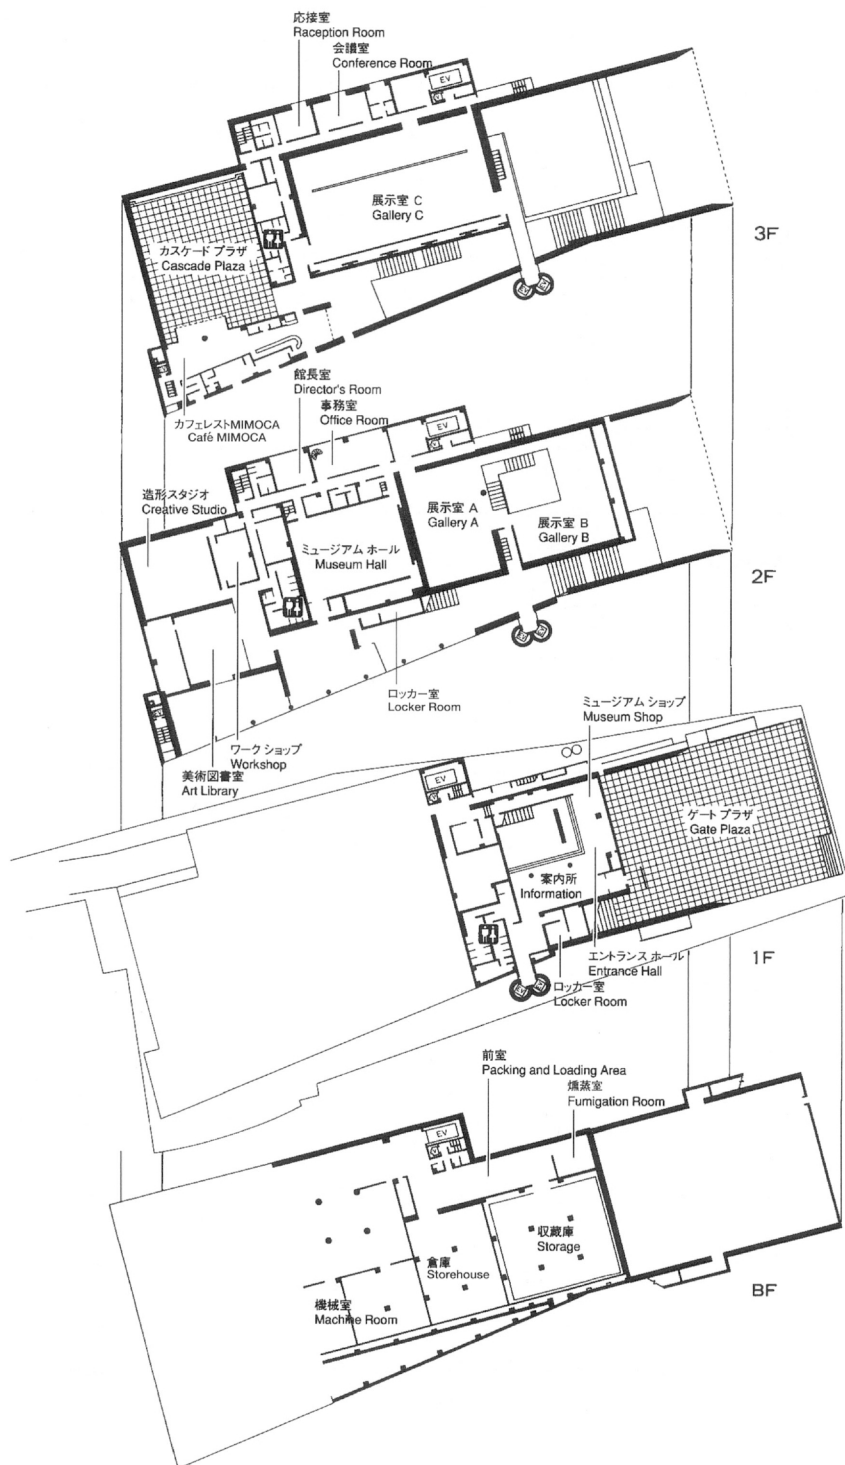 応接室
Raception Room
会議室
Conference Room
EV
展示室 C
Gallery C
カスケード プラザ
Cascade Plaza
3F
カフェレストMIMOCA
Café MIMOCA
館長室
Director's Room
事務室
Office Room
EV
造形スタジオ
Creative Studio
展示室 A
Gallery A
展示室 B
Gallery B
ミュージアム ホール
Museum Hall
2F
ロッカー室
Locker Room
ワーク ショップ
Workshop
美術図書室
Art Library
ミュージアム ショップ
Museum Shop
EV
ゲート プラザ
Gate Plaza
案内所
Information
エントランス ホール
Entrance Hall
ロッカー室
Locker Room
1F
前室
Packing and Loading Area
燻蒸室
Fumigation Room
EV
収蔵庫
Storage
倉庫
Storehouse
機械室
Machine Room
BF